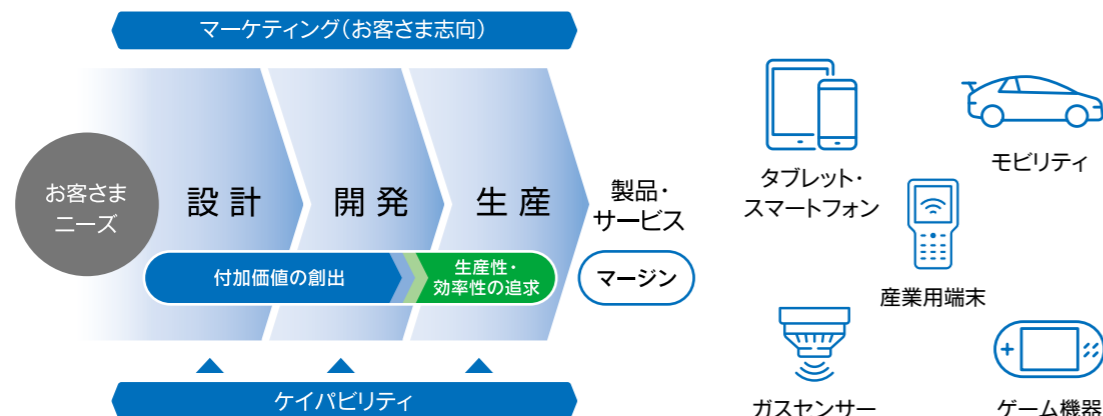 マーケティング（お客さま志向）
お客さま
ニーズ
設計
開発
生産
製品・
サービス
付加価値の創出
生産性・
効率性の追求
マージン
ケイパビリティ
タブレット・
スマートフォン
モビリティ
産業用端末
ガスセンサー
ゲーム機器